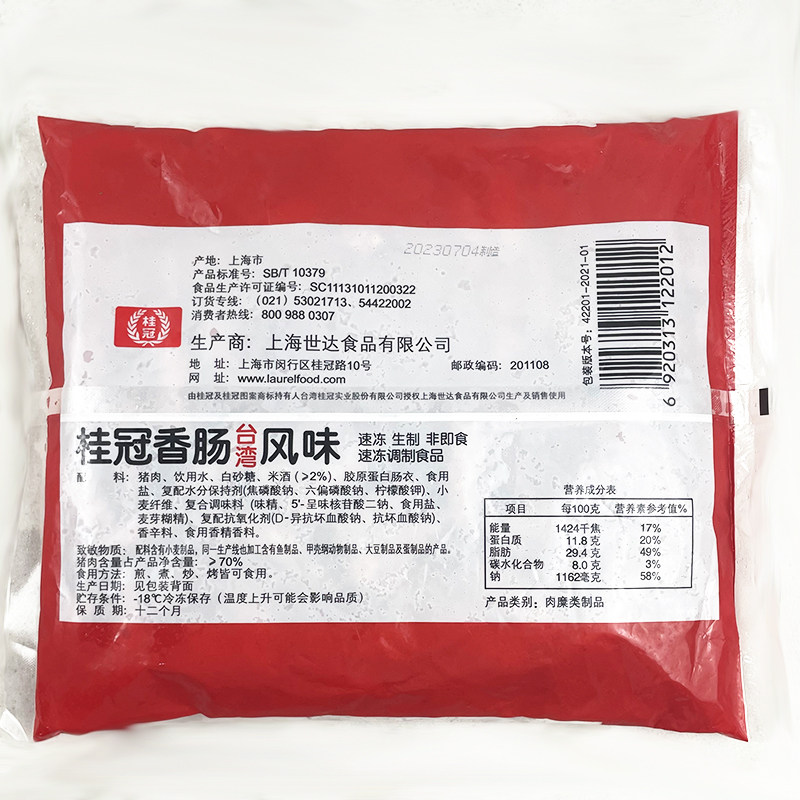 20230704制造
产地：上海市
产品标准号：SB/T 10379
食品生产许可证编号：SC11131011200322
订货专线：（021）53021713、54422002
消费者热线：800 988 0307
桂冠
生产商：上海世达食品有限公司
地 址：上海市闵行区桂冠路10号 邮政编码：201108
网 址：www.laurelfood.com
由桂冠及桂冠图案商标持有人台湾桂冠实业股份有限公司授权上海世达食品有限公司生产及销售使用
包装版本号：42201-2021-01
6 920313 122012
桂冠香肠台湾风味
速冻 生制 非即食
速冻调制食品
配 料：猪肉、饮用水、白砂糖、米酒（≥2%）、胶原蛋白肠衣、食用
盐、复配水分保持剂(焦磷酸钠、六偏磷酸钠、柠檬酸钾)、小
麦纤维、复合调味料（味精、5'-呈味核苷酸二钠、食用盐、
麦芽糊精）、复配抗氧化剂(D-异抗坏血酸钠、抗坏血酸钠)、
香辛料、食用香精香料。
致敏物质：配料含有小麦制品，同一生产线也加工含有鱼制品、甲壳纲动物制品、大豆制品及蛋制品的产品。
猪肉含量占产品净含量：≥70%
食用方法：煎、煮、炒、烤皆可食用。
生产日期：见包装背面
贮存条件：-18℃冷冻保存（温度上升可能会影响品质）
保 质 期：十二个月
营养成分表
项目 每100克 营养素参考值%
能量 1424千焦 17%
蛋白质 11.8 克 20%
脂肪 29.4 克 49%
碳水化合物 8.0 克 3%
钠 1162毫克 58%
产品类别：肉糜类制品